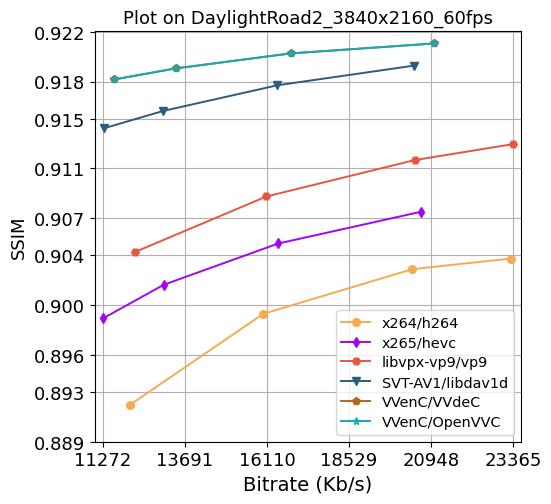 Plot on DaylightRoad2_3840x2160_60fps
0.922
0.918
0.915
0.911
0.907
0.904
0.900
0.896
0.893
0.889
SSIM
x264/h264
x265/hevc
libvpx-vp9/vp9
SVT-AV1/libdav1d
VVenC/VVdeC
VVenC/OpenVVC
11272 13691 16110 18529 20948 23365
Bitrate (Kb/s)